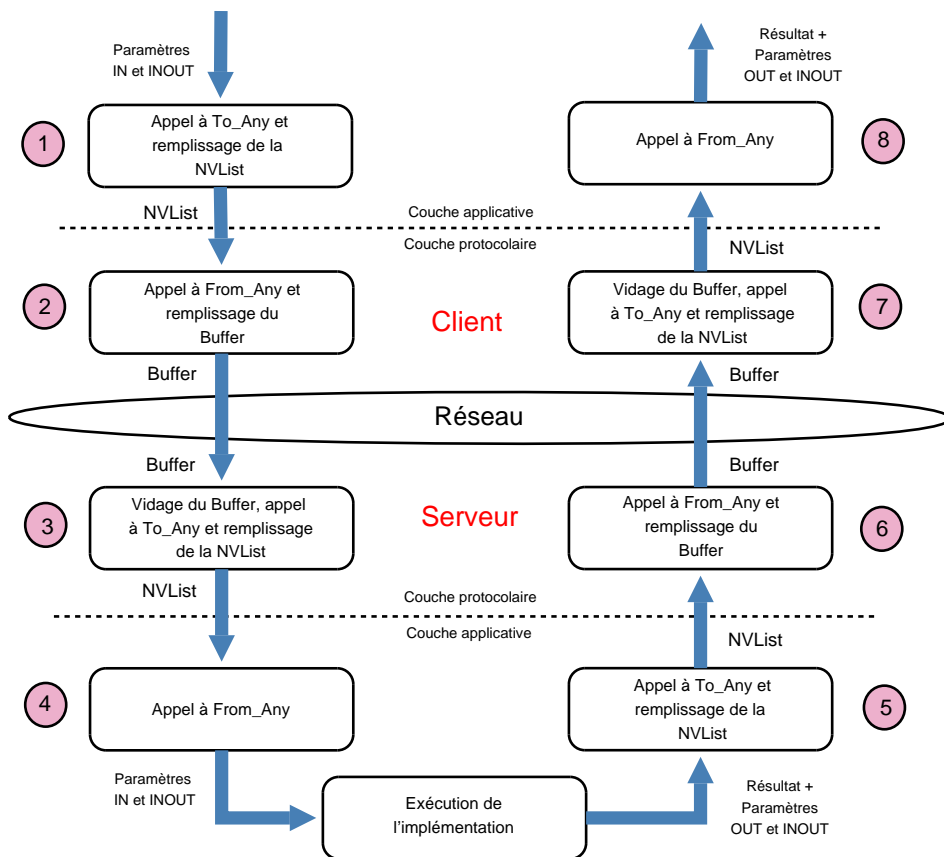 Paramètres
IN et INOUT
Résultat +
Paramètres
OUT et INOUT
1
Appel à To_Any et
remplissage de la
NVList
Appel à From_Any
8
NVList
Couche applicative
Couche protocolaire
NVList
2
Appel à From_Any et
remplissage du
Buffer
Client
Vidage du Buffer, appel
à To_Any et remplissage
de la NVList
7
Buffer
Buffer
Réseau
Buffer
Buffer
3
Vidage du Buffer, appel
à To_Any et remplissage
de la NVList
Serveur
Appel à From_Any et
remplissage du
Buffer
6
NVList
Couche protocolaire
Couche applicative
NVList
4
Appel à From_Any
Appel à To_Any et
remplissage de la
NVList
5
Paramètres
IN et INOUT
Exécution de
l'implémentation
Résultat +
Paramètres
OUT et INOUT